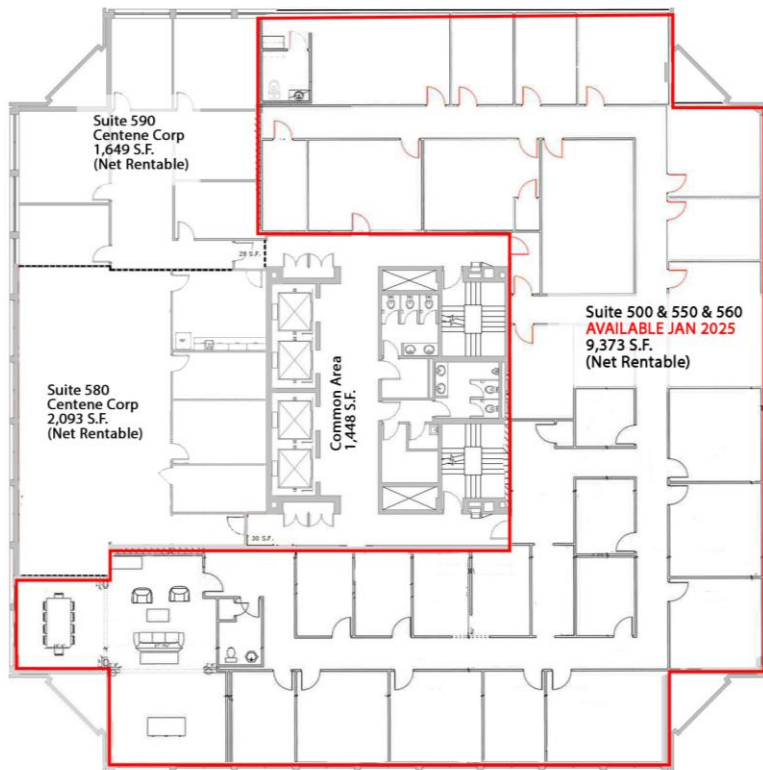 Suite 590
Centene Corp
1,649 S.F.
(Net Rentable)
28 S.F.
Suite 500 & 550 & 560
AVAILABLE JAN 2025
9,373 S.F.
(Net Rentable)
Suite 580
Centene Corp
2,093 S.F.
(Net Rentable)
Common Area
1,448 S.F.
30 S.F.